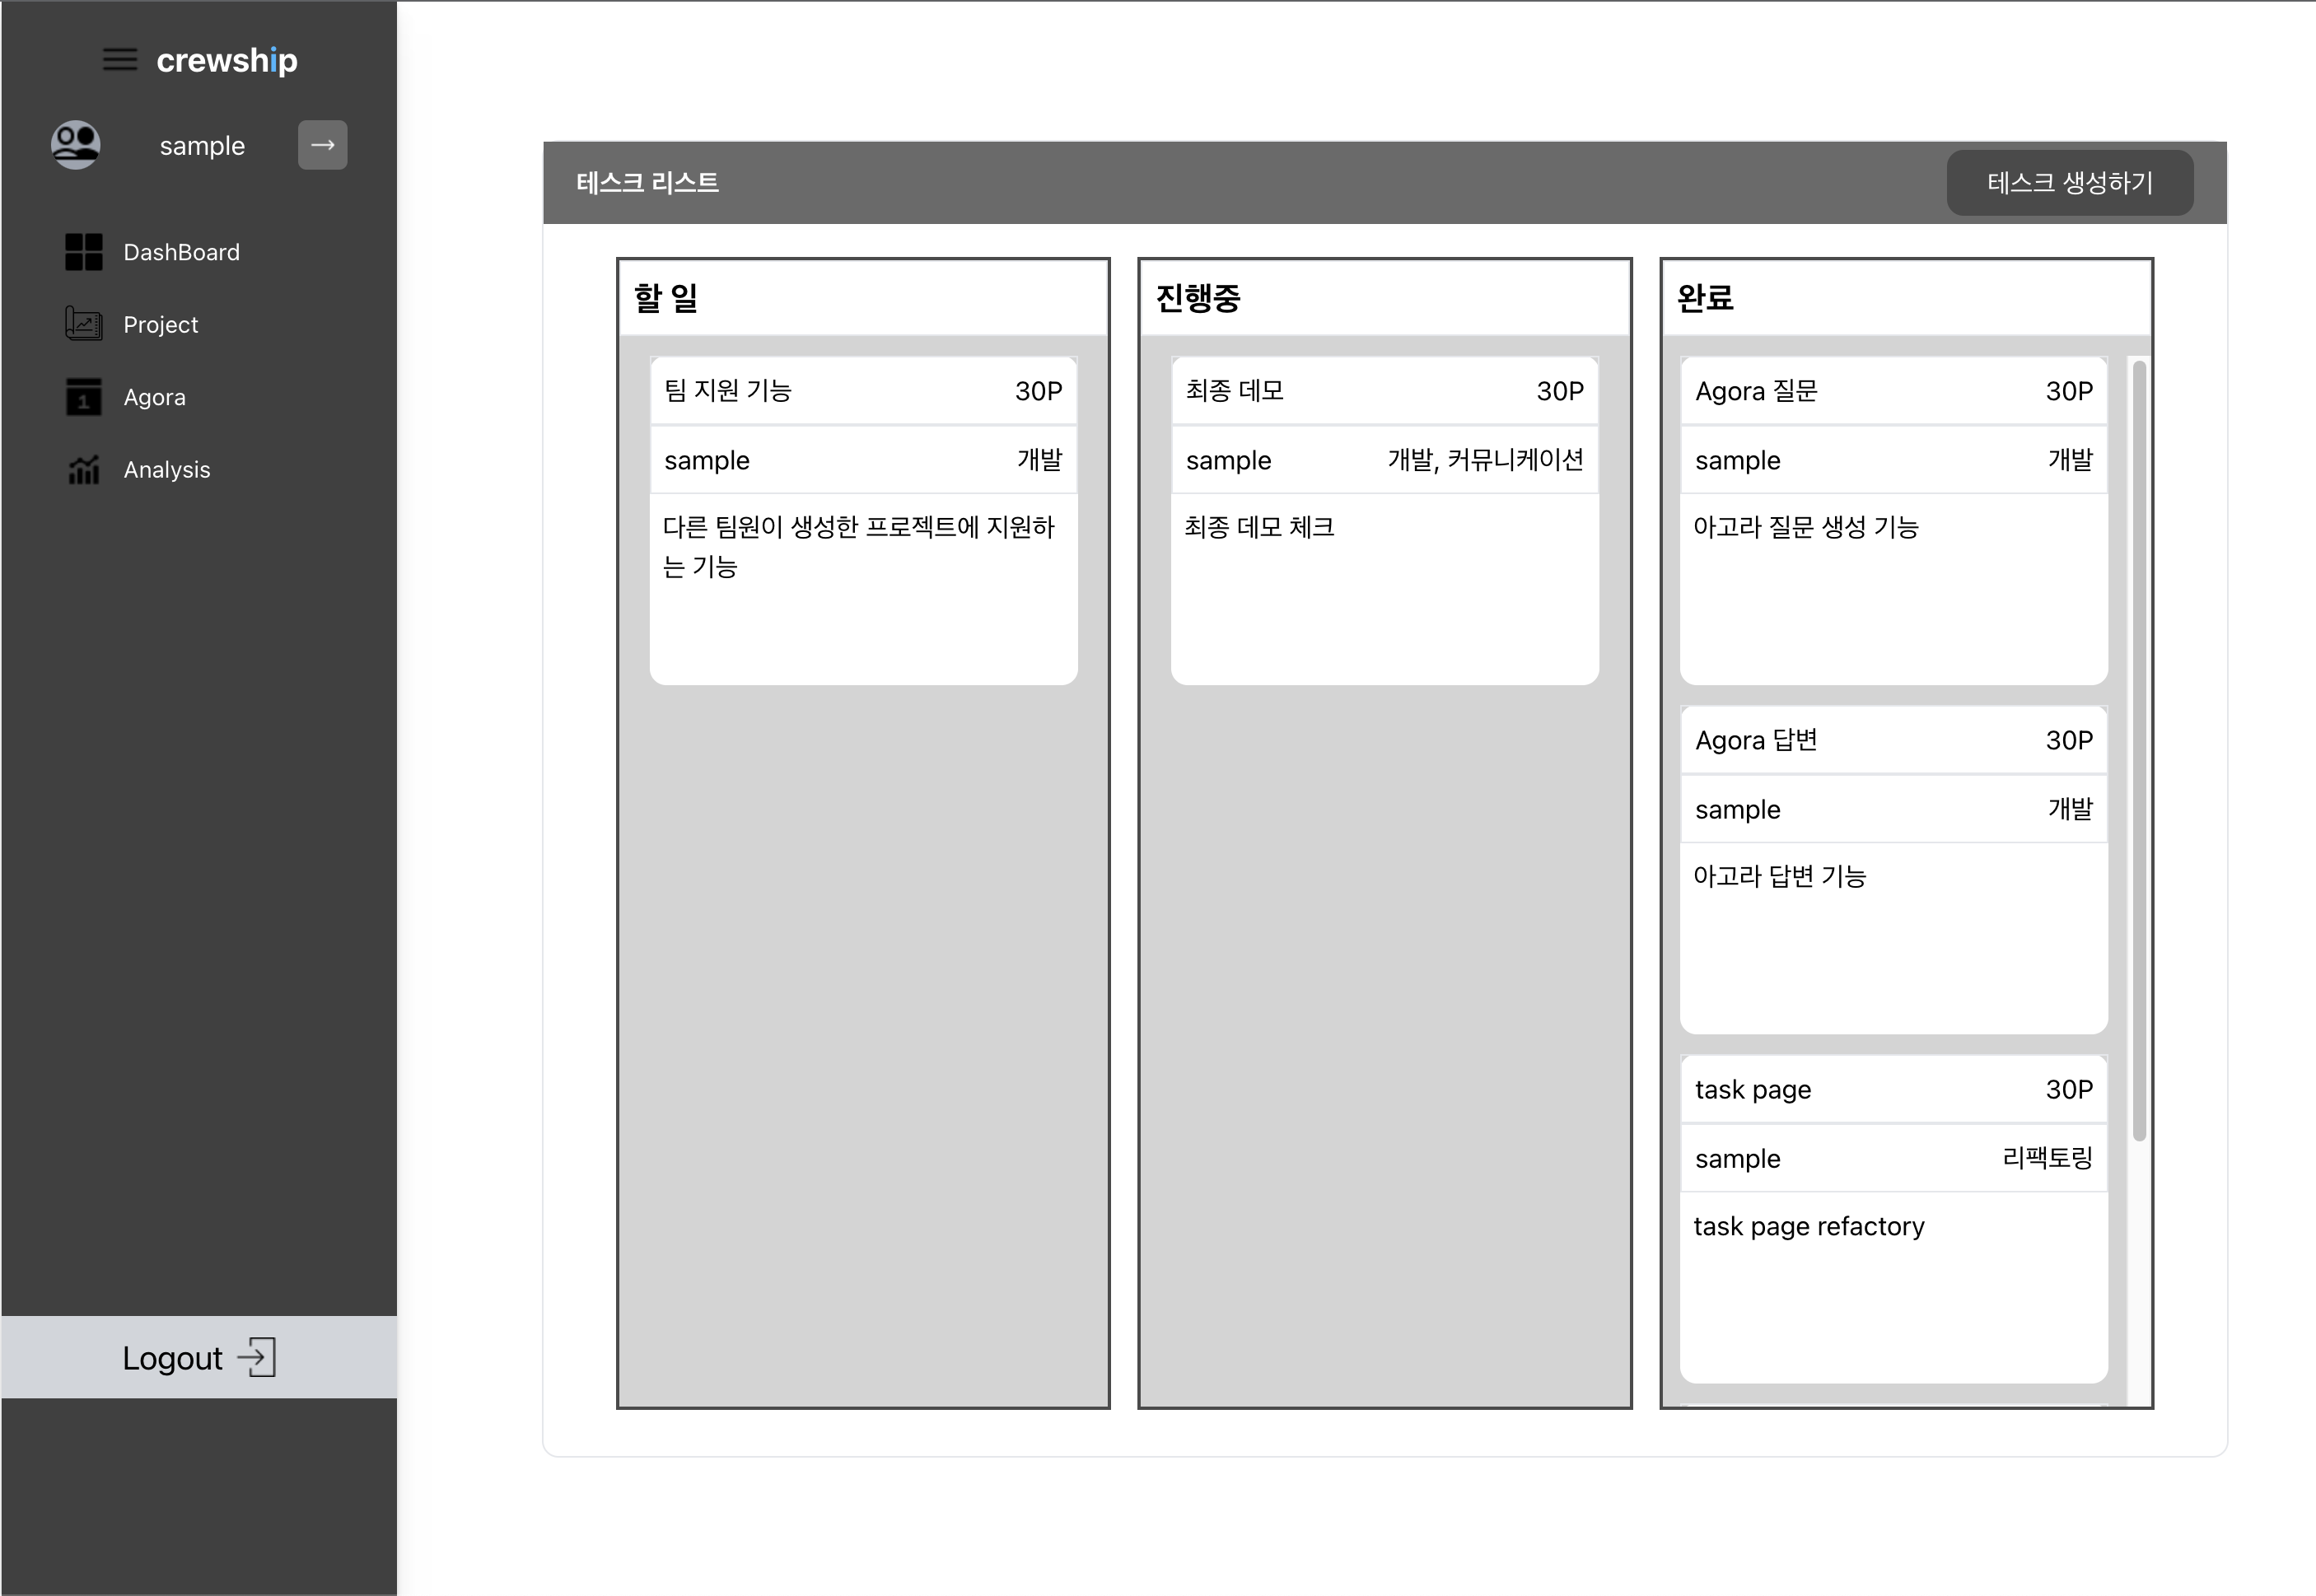 crewship
sample
DashBoard
Project
1
Agora
Analysis
Logout
테스크 리스트
테스크 생성하기
할 일
팀 지원 기능 30P
sample 개발
다른 팀원이 생성한 프로젝트에 지원하
는 기능
진행중
최종 데모 30P
sample 개발, 커뮤니케이션
최종 데모 체크
완료
Agora 질문 30P
sample 개발
아고라 질문 생성 기능
Agora 답변 30P
sample 개발
아고라 답변 기능
task page 30P
sample 리팩토링
task page refactory